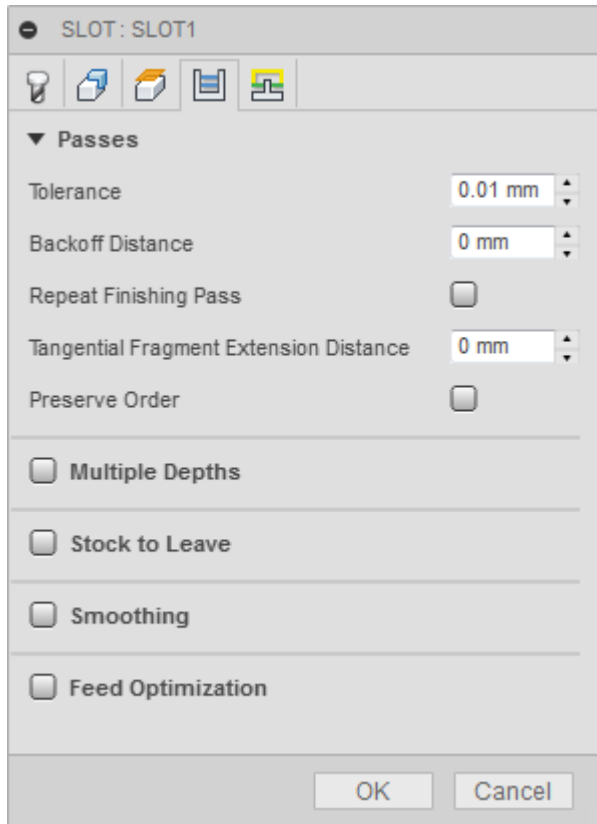 SLOT : SLOT1
Passes
Tolerance 0.01 mm
Backoff Distance 0 mm
Repeat Finishing Pass
Tangential Fragment Extension Distance 0 mm
Preserve Order
Multiple Depths
Stock to Leave
Smoothing
Feed Optimization
OK Cancel